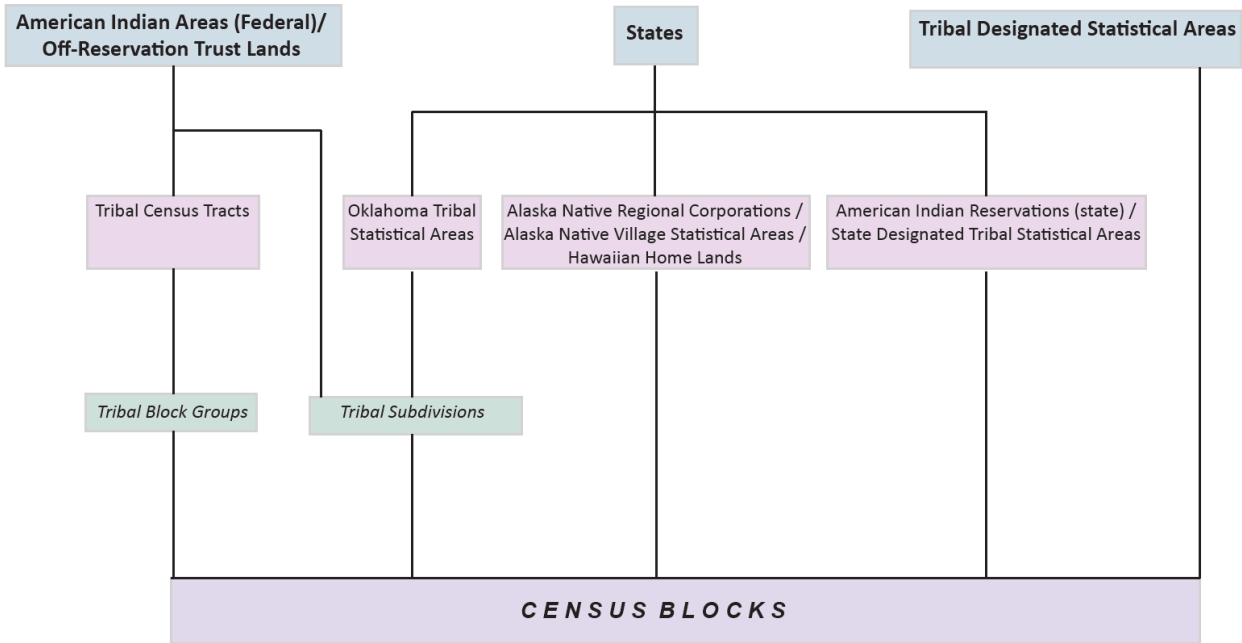 American Indian Areas (Federal)/
Off-Reservation Trust Lands
States
Tribal Designated Statistical Areas
Tribal Census Tracts
Oklahoma Tribal
Statistical Areas
Alaska Native Regional Corporations /
Alaska Native Village Statistical Areas /
Hawaiian Home Lands
American Indian Reservations (state) /
State Designated Tribal Statistical Areas
Tribal Block Groups
Tribal Subdivisions
CENSUS BLOCKS